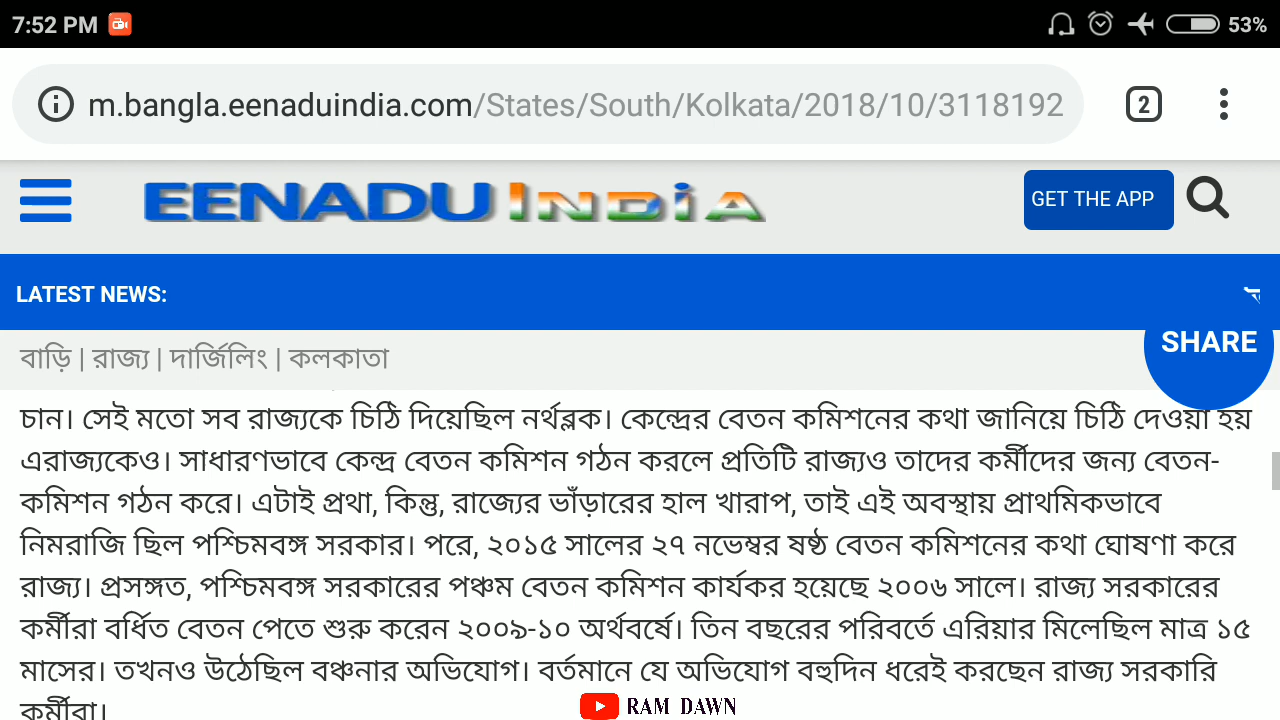 7:52 PM 53%
m.bangla.eenaduindia.com/States/South/Kolkata/2018/10/3118192 2
EENADU INDIA GET THE APP
LATEST NEWS:
SHARE
বাড়ি | রাজ্য | দার্জিলিং | কলকাতা
চান। সেই মতো সব রাজ্যকে চিঠি দিয়েছিল নর্থব্লক। কেন্দ্রের বেতন কমিশনের কথা জানিয়ে চিঠি দেওয়া হয়
এরাজ্যকেও। সাধারণভাবে কেন্দ্র বেতন কমিশন গঠন করলে প্রতিটি রাজ্যও তাদের কর্মীদের জন্য বেতন-
কমিশন গঠন করে। এটাই প্রথা, কিন্তু, রাজ্যের ভাঁড়ারের হাল খারাপ, তাই এই অবস্থায় প্রাথমিকভাবে
নিমরাজি ছিল পশ্চিমবঙ্গ সরকার। পরে, ২০১৫ সালের ২৭ নভেম্বর ষষ্ঠ বেতন কমিশনের কথা ঘোষণা করে
রাজ্য। প্রসঙ্গত, পশ্চিমবঙ্গ সরকারের পঞ্চম বেতন কমিশন কার্যকর হয়েছে ২০০৬ সালে। রাজ্য সরকারের
কর্মীরা বর্ধিত বেতন পেতে শুরু করেন ২০০৯-১০ অর্থবর্ষে। তিন বছরের পরিবর্তে এরিয়ার মিলেছিল মাত্র ১৫
মাসের। তখনও উঠেছিল বঞ্চনার অভিযোগ। বর্তমানে যে অভিযোগ বহুদিন ধরেই করছেন রাজ্য সরকারি
কর্মীরা।
RAM DAWN